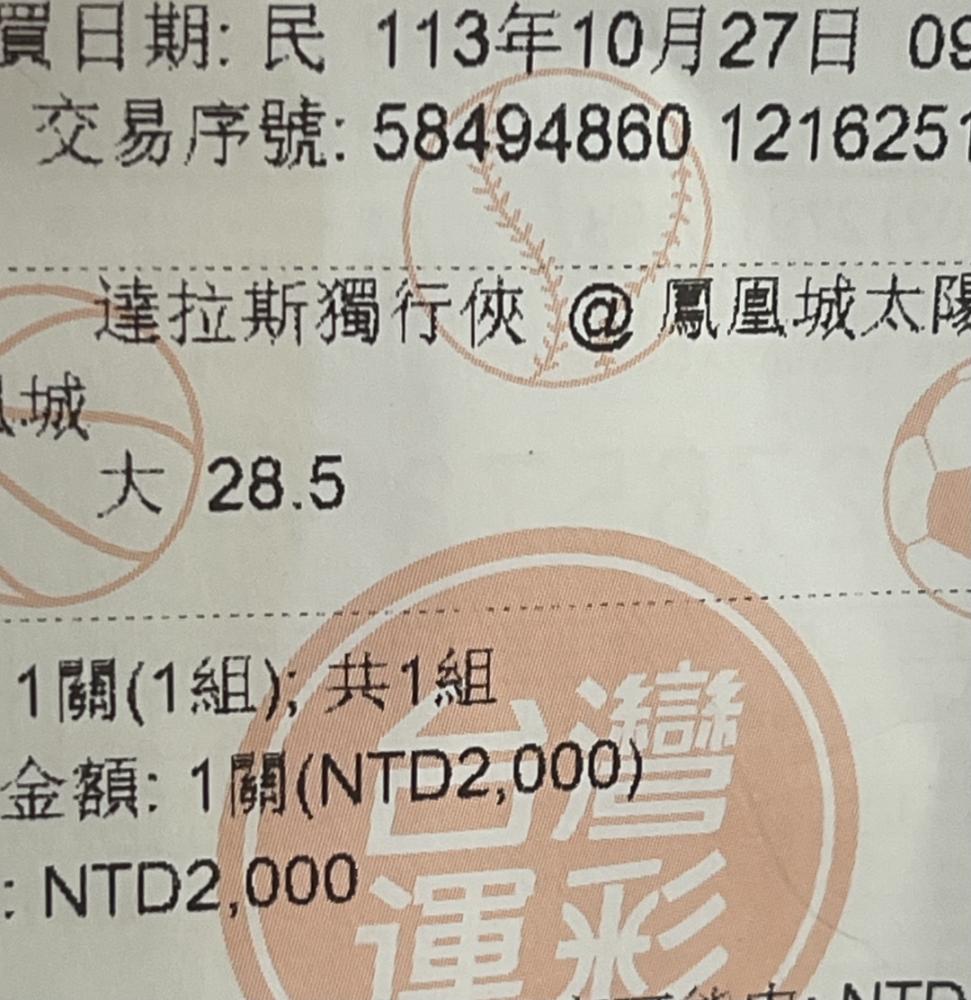 買日期: 民 113年10月27日 09
交易序號: 58494860 1216251
達拉斯獨行俠 @ 鳳凰城太陽
城
大 28.5
1關(1組); 共1組
金額: 1關(NTD2,000)
: NTD2,000
台灣
運彩
NTD